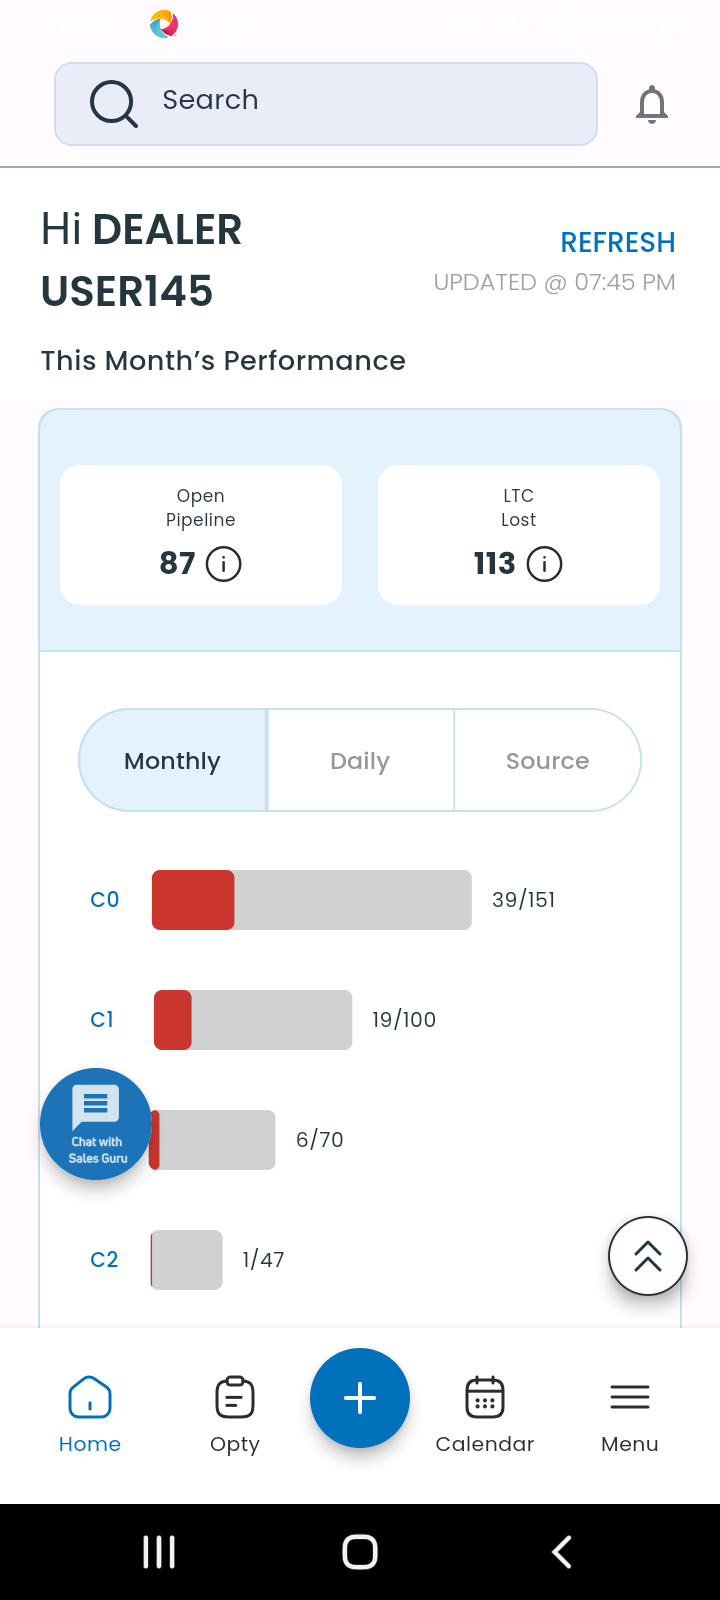 Search
Hi DEALER
USER145
REFRESH
UPDATED @ 07:45 PM
This Month’s Performance
Open
Pipeline
87
LTC
Lost
113
Monthly
Daily
Source
C0
39/151
C1
19/100
Chat with
Sales Guru
6/70
C2
1/47
Home
Opty
Calendar
Menu